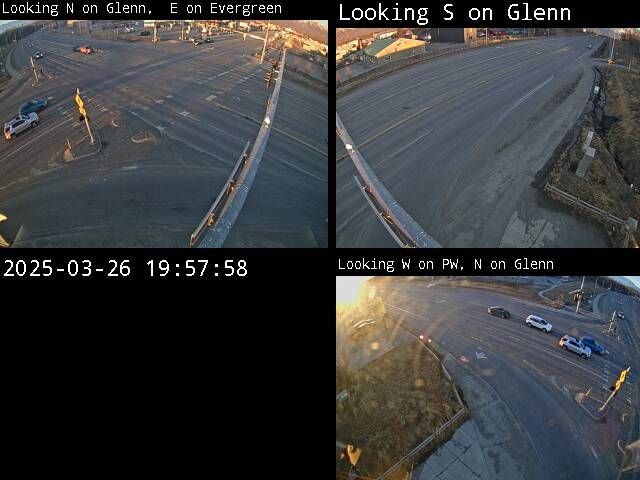 Looking N on Glenn,  E on Evergreen
Looking S on Glenn
2025-03-26 19:57:58
Looking W on PW, N on Glenn